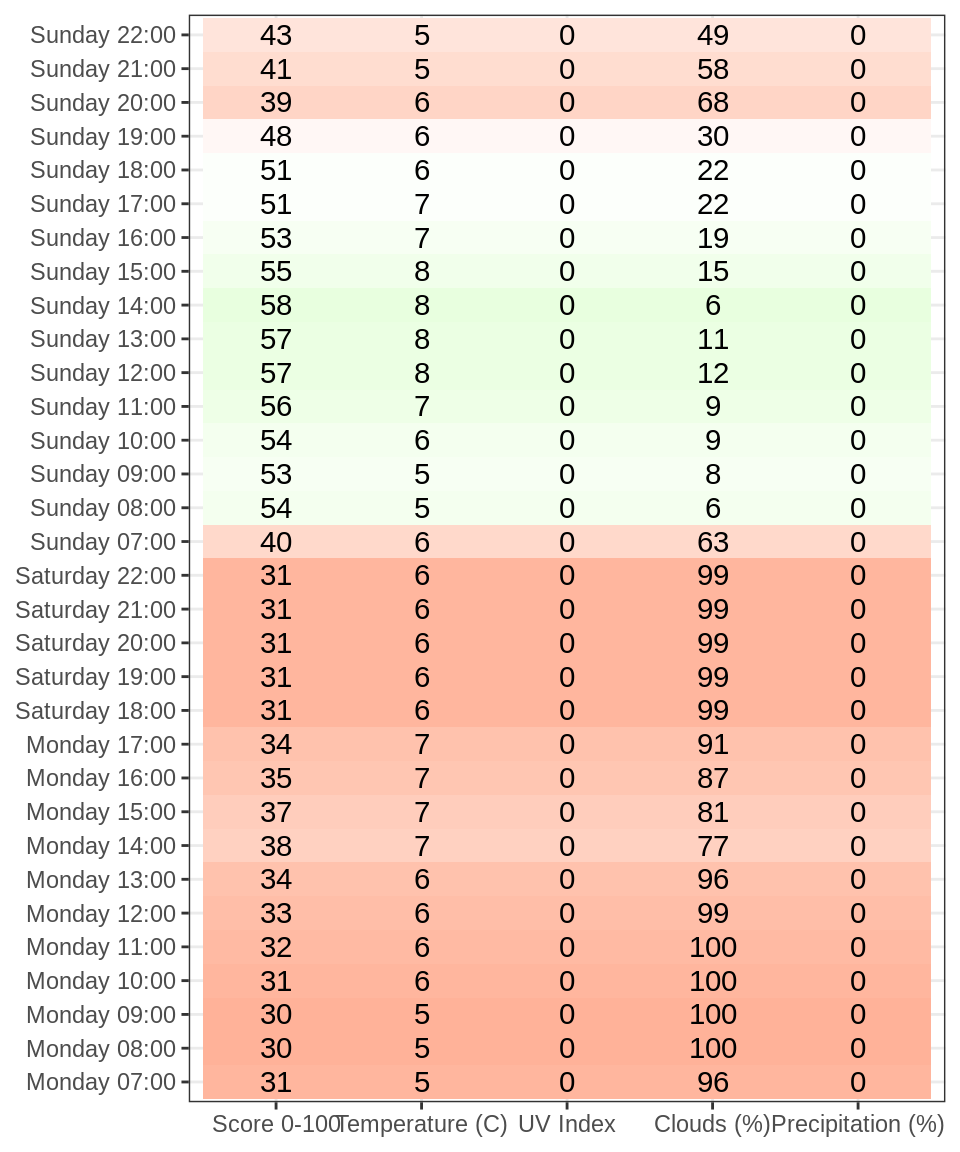 Sunday 22:00 43 5 0 49 0
Sunday 21:00 41 5 0 58 0
Sunday 20:00 39 6 0 68 0
Sunday 19:00 48 6 0 30 0
Sunday 18:00 51 6 0 22 0
Sunday 17:00 51 7 0 22 0
Sunday 16:00 53 7 0 19 0
Sunday 15:00 55 8 0 15 0
Sunday 14:00 58 8 0 6 0
Sunday 13:00 57 8 0 11 0
Sunday 12:00 57 8 0 12 0
Sunday 11:00 56 7 0 9 0
Sunday 10:00 54 6 0 9 0
Sunday 09:00 53 5 0 8 0
Sunday 08:00 54 5 0 6 0
Sunday 07:00 40 6 0 63 0
Saturday 22:00 31 6 0 99 0
Saturday 21:00 31 6 0 99 0
Saturday 20:00 31 6 0 99 0
Saturday 19:00 31 6 0 99 0
Saturday 18:00 31 6 0 99 0
Monday 17:00 34 7 0 91 0
Monday 16:00 35 7 0 87 0
Monday 15:00 37 7 0 81 0
Monday 14:00 38 7 0 77 0
Monday 13:00 34 6 0 96 0
Monday 12:00 33 6 0 99 0
Monday 11:00 32 6 0 100 0
Monday 10:00 31 6 0 100 0
Monday 09:00 30 5 0 100 0
Monday 08:00 30 5 0 100 0
Monday 07:00 31 5 0 96 0
Score 0-100 Temperature (C) UV Index Clouds (%) Precipitation (%)